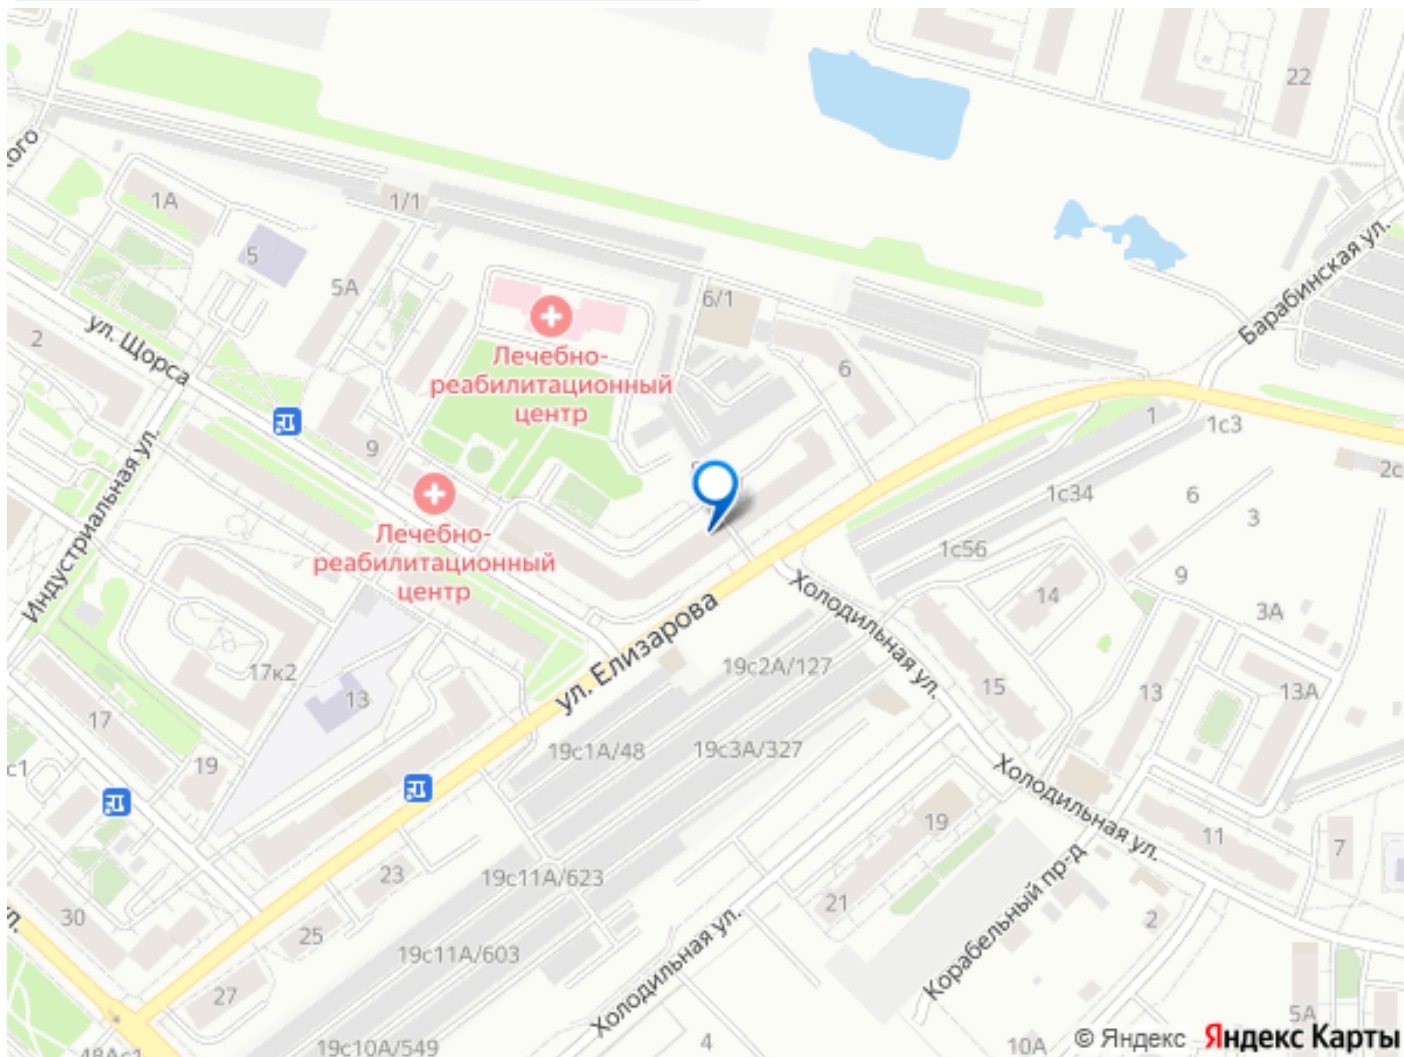 22
ского
1А
1/1
5
5А
6/1
Барабинская ул.
Лечебно-
реабилитационный
центр
ул. Щорса
2
6
1
1с3
9
2с
Индустриальная ул.
Лечебно-
реабилитационный
центр
1с34
6
3
1с56
9
14
3А
Холодильная ул.
ул. Елизарова
17к2
13
19с2А/127
15
13
13А
17
19
19с1А/48
19с3А/327
с1
Холодильная ул.
19
11
7
23
19с11А/623
21
Корабельный пр-д
30
25
2
л.
19с11А/603
Холодильная ул.
27
5А
48Ас1
19с10А/549
4
10А
© Яндекс Яндекс Карты